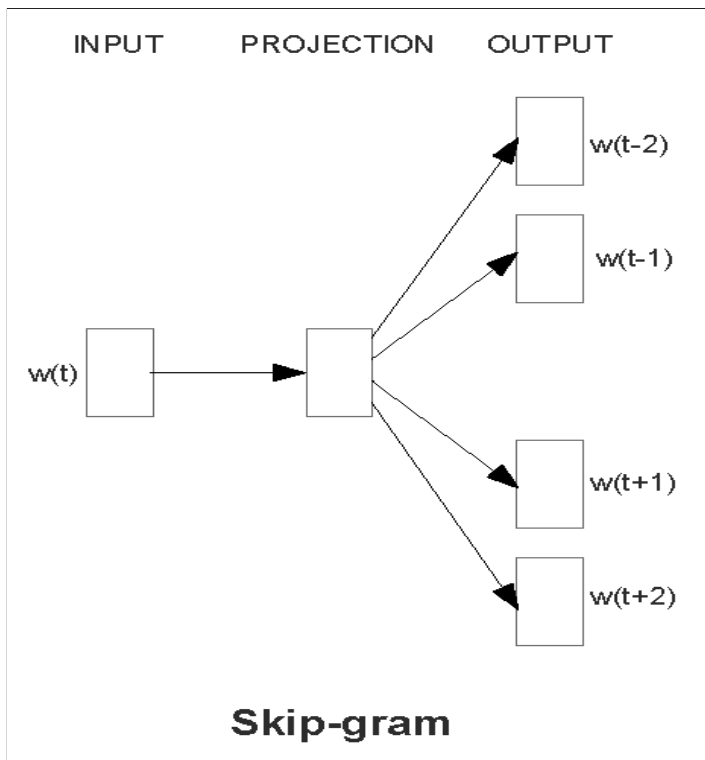 INPUT PROJECTION OUTPUT
w(t-2)
w(t-1)
w(t)
w(t+1)
w(t+2)
Skip-gram